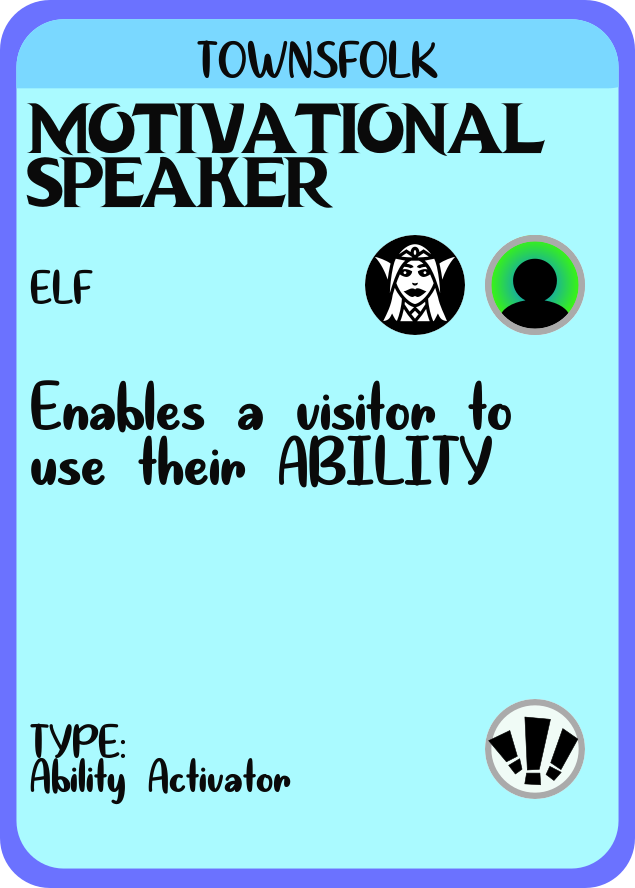 TOWNSFOLK
MOTIVATIONAL
SPEAKER
ELF
Enables a visitor to
use their ABILITY
TYPE:
Ability Activator